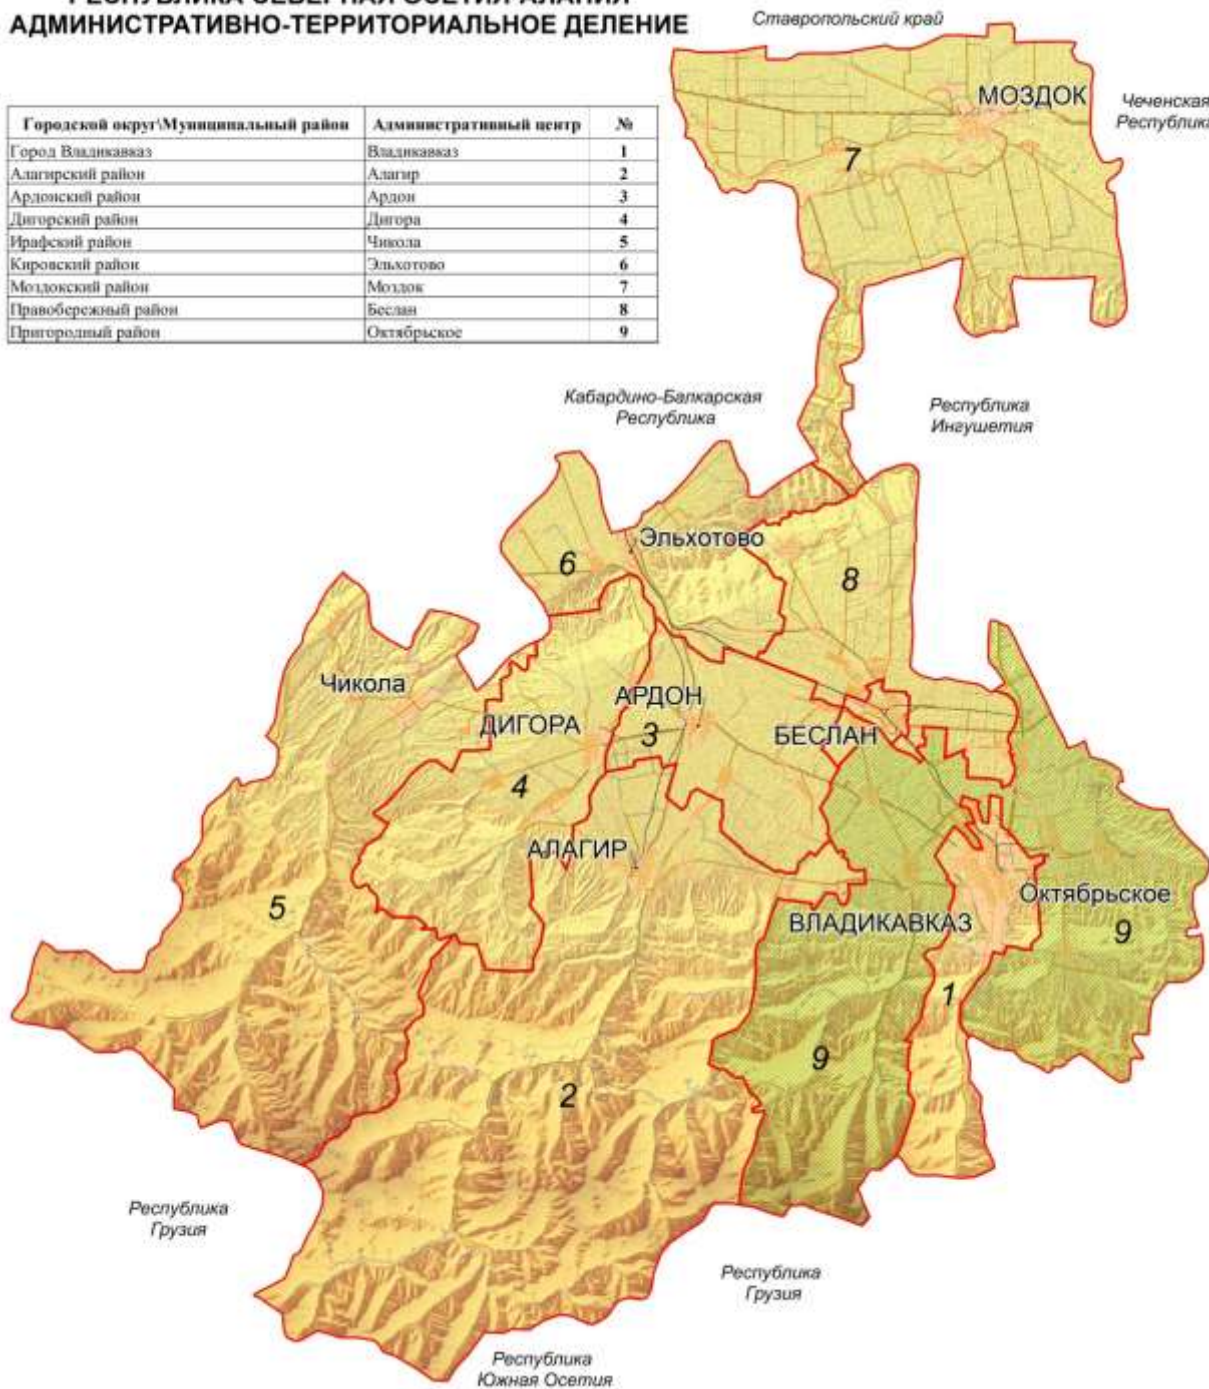 РЕСПУБЛИКА СЕВЕРНАЯ ОСЕТИЯ-АЛАНИЯ
АДМИНИСТРАТИВНО-ТЕРРИТОРИАЛЬНОЕ ДЕЛЕНИЕ
Ставропольский край
МОЗДОК
Чеченская
Республика
7
Городской округ\Муниципальный район Административный центр №
Город Владикавказ Владикавказ 1
Алагирский район Алагир 2
Ардонский район Ардон 3
Дигорский район Дигора 4
Ирафский район Чикола 5
Кировский район Эльхотово 6
Моздокский район Моздок 7
Правобережный район Беслан 8
Пригородный район Октябрьское 9
Кабардино-Балкарская
Республика
Республика
Ингушетия
Эльхотово
6
8
Чикола
АРДОН
ДИГОРА
3
БЕСЛАН
4
АЛАГИР
5
Октябрьское
ВЛАДИКАВКАЗ
9
1
9
2
Республика
Грузия
Республика
Грузия
Республика
Южная Осетия